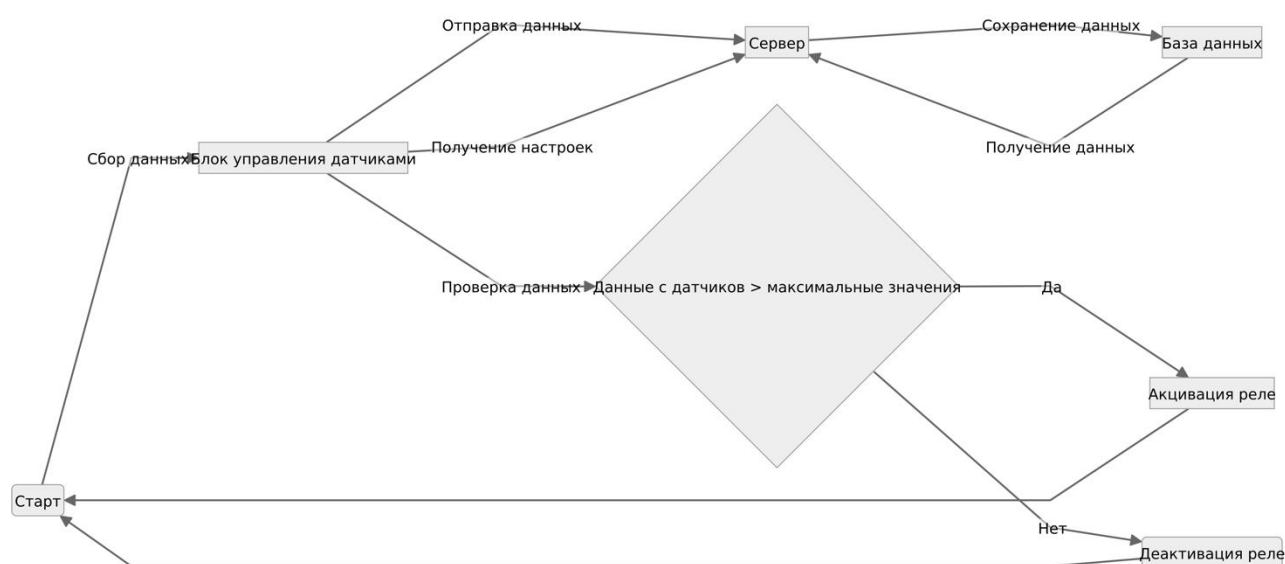 Отправка данных
Сохранение данных
Сервер
База данных
Сбор данных
Блок управления датчиками
Получение настроек
Получение данных
Проверка данных
Данные с датчиков > максимальные значения
Да
Акцивация реле
Старт
Нет
Деактивация реле